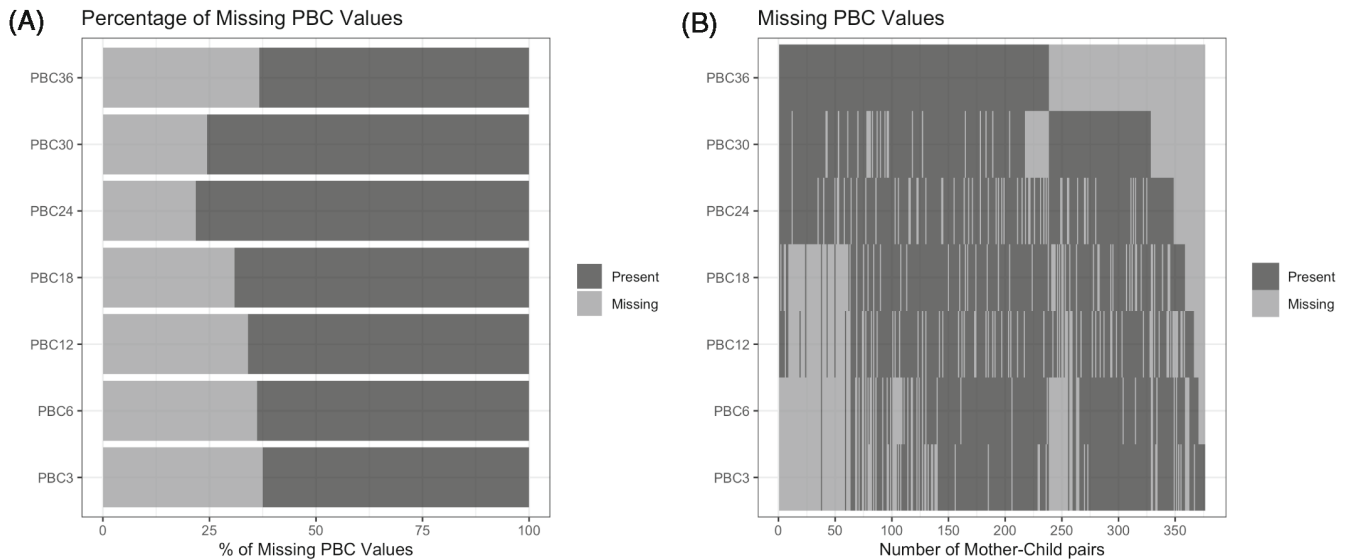 (A) Percentage of Missing PBC Values
PBC36
PBC30
PBC24
PBC18
PBC12
PBC6
PBC3
0 25 50 75 100
% of Missing PBC Values
Present
Missing
(B) Missing PBC Values
PBC36
PBC30
PBC24
PBC18
PBC12
PBC6
PBC3
0 50 100 150 200 250 300 350
Number of Mother-Child pairs
Present
Missing